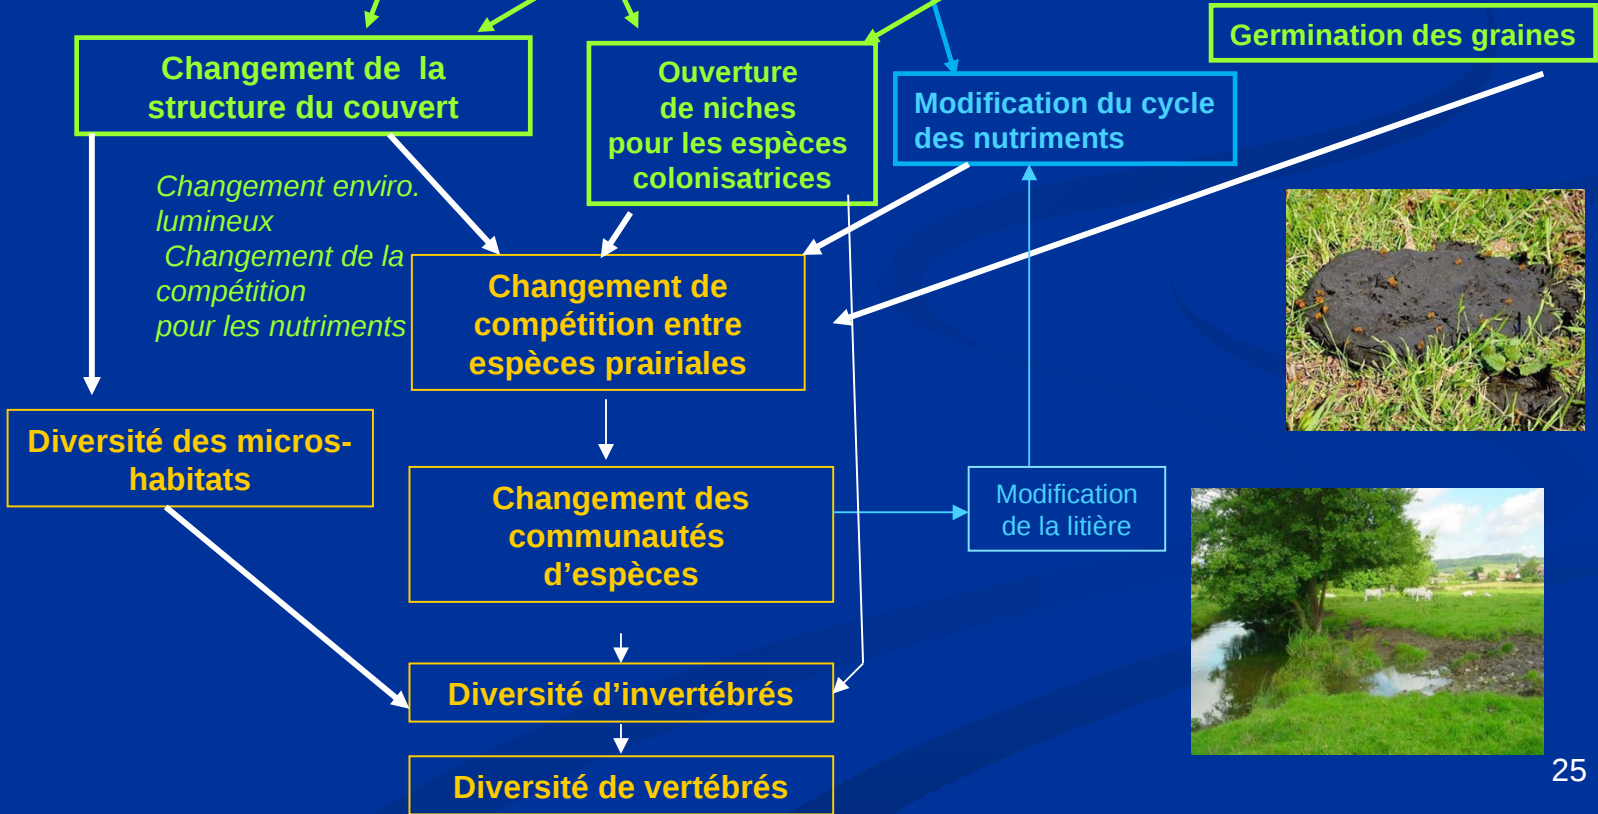 Germination des graines
Changement de la
structure du couvert
Ouverture
de niches
pour les espèces
colonisatrices
Modification du cycle
des nutriments
Changement enviro.
lumineux
Changement de la
compétition
pour les nutriments
Changement de
compétition entre
espèces prairiales
Diversité des micros-
habitats
Changement des
communautés
d’espèces
Modification
de la litière
Diversité d’invertébrés
Diversité de vertébrés
25